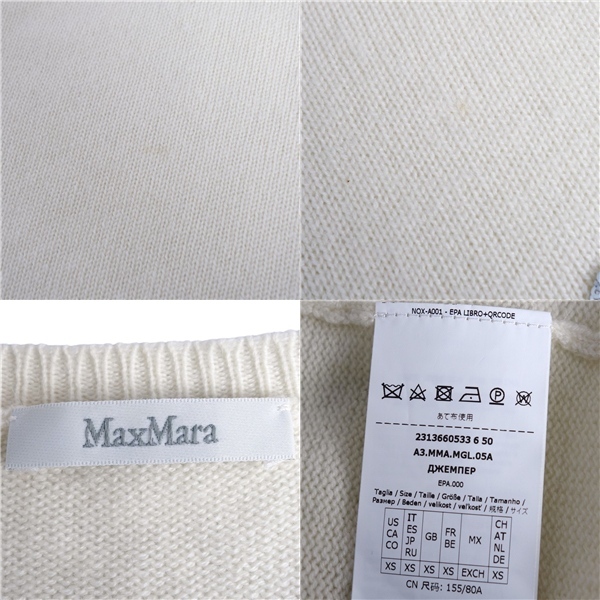 MaxMara
NOX-A001 - EPA LIBRO+QRCODE
あて布使用
2313660533 6 50
A3.MMA.MGL.05A
ДЖЕМПЕР
EPA.000
Taglia / Size / Taille / Größe / Talla / Tamanho /
Размер / Beden / velikost / veľkosť / 规格 / サイズ
US CA CO IT ES JP RU GB FR BE MX CH AT NL DE
XS XS XS XS EXCH XS
CN 尺码: 155/80A